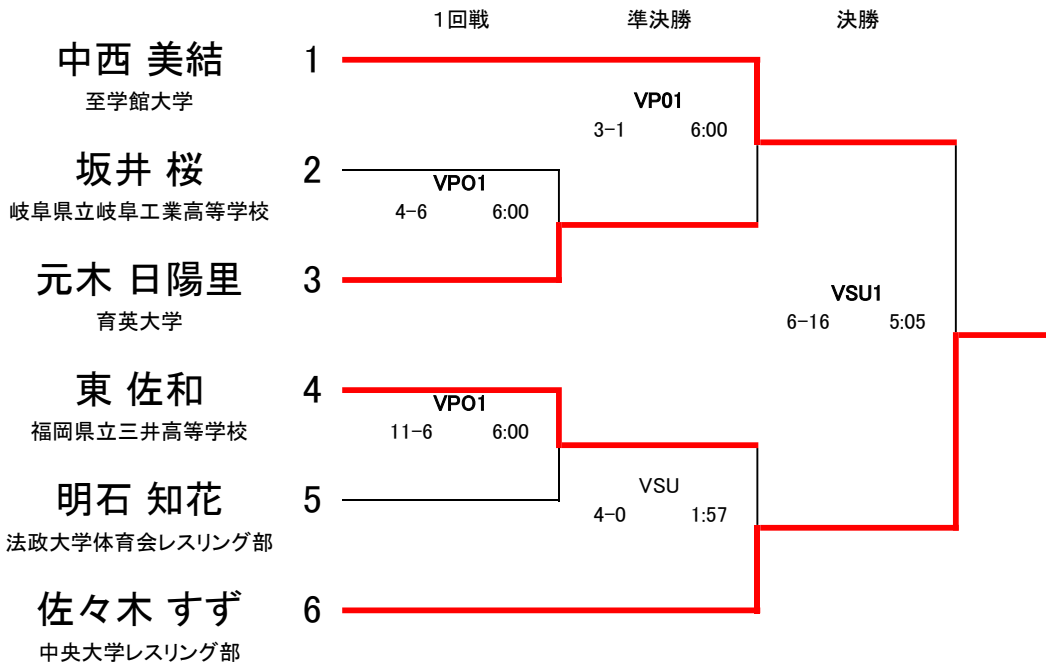 1回戦 準決勝 決勝
中西 美結 1
至学館大学
VP01
3-1 6:00
坂井 桜 2
岐阜県立岐阜工業高等学校
VPO1
4-6 6:00
元木 日陽里 3
育英大学
VSU1
6-16 5:05
東 佐和 4
福岡県立三井高等学校
VPO1
11-6 6:00
明石 知花 5
法政大学体育会レスリング部
VSU
4-0 1:57
佐々木 すず 6
中央大学レスリング部